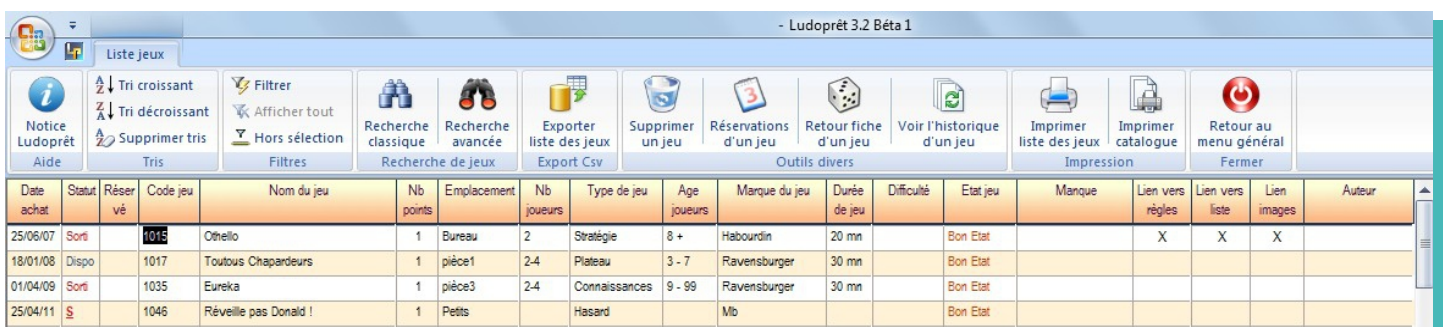 - Ludoprêt 3.2 Béta 1
Liste jeux
Notice Ludoprêt
Tri croissant
Tri décroissant
Supprimer tris
Filtrer
Afficher tout
Hors sélection
Recherche classique
Recherche avancée
Exporter liste des jeux
Supprimer un jeu
Réservations d'un jeu
Retour fiche d'un jeu
Voir l'historique d'un jeu
Imprimer liste des jeux
Imprimer catalogue
Retour au menu général
Aide Tris Filtres Recherche de jeux Export Csv Outils divers Impression Fermer
Date achat Statut Réser vé Code jeu Nom du jeu Nb points Emplacement Nb joueurs Type de jeu Age joueurs Marque du jeu Durée de jeu Difficulté Etat jeu Manque Lien vers règles Lien vers liste Lien images Auteur
25/06/07 Sorti 1015 Othello 1 Bureau 2 Stratégie 8 + Habourdin 20 mn Bon Etat X X X
18/01/08 Dispo 1017 Toutous Chapardeurs 1 pièce1 2-4 Plateau 3 - 7 Ravensburger 30 mn Bon Etat
01/04/09 Sorti 1035 Eureka 1 pièce3 2-4 Connaissances 9 - 99 Ravensburger 30 mn Bon Etat
25/04/11 S 1046 Réveille pas Donald ! 1 Petits Hasard Mb Bon Etat